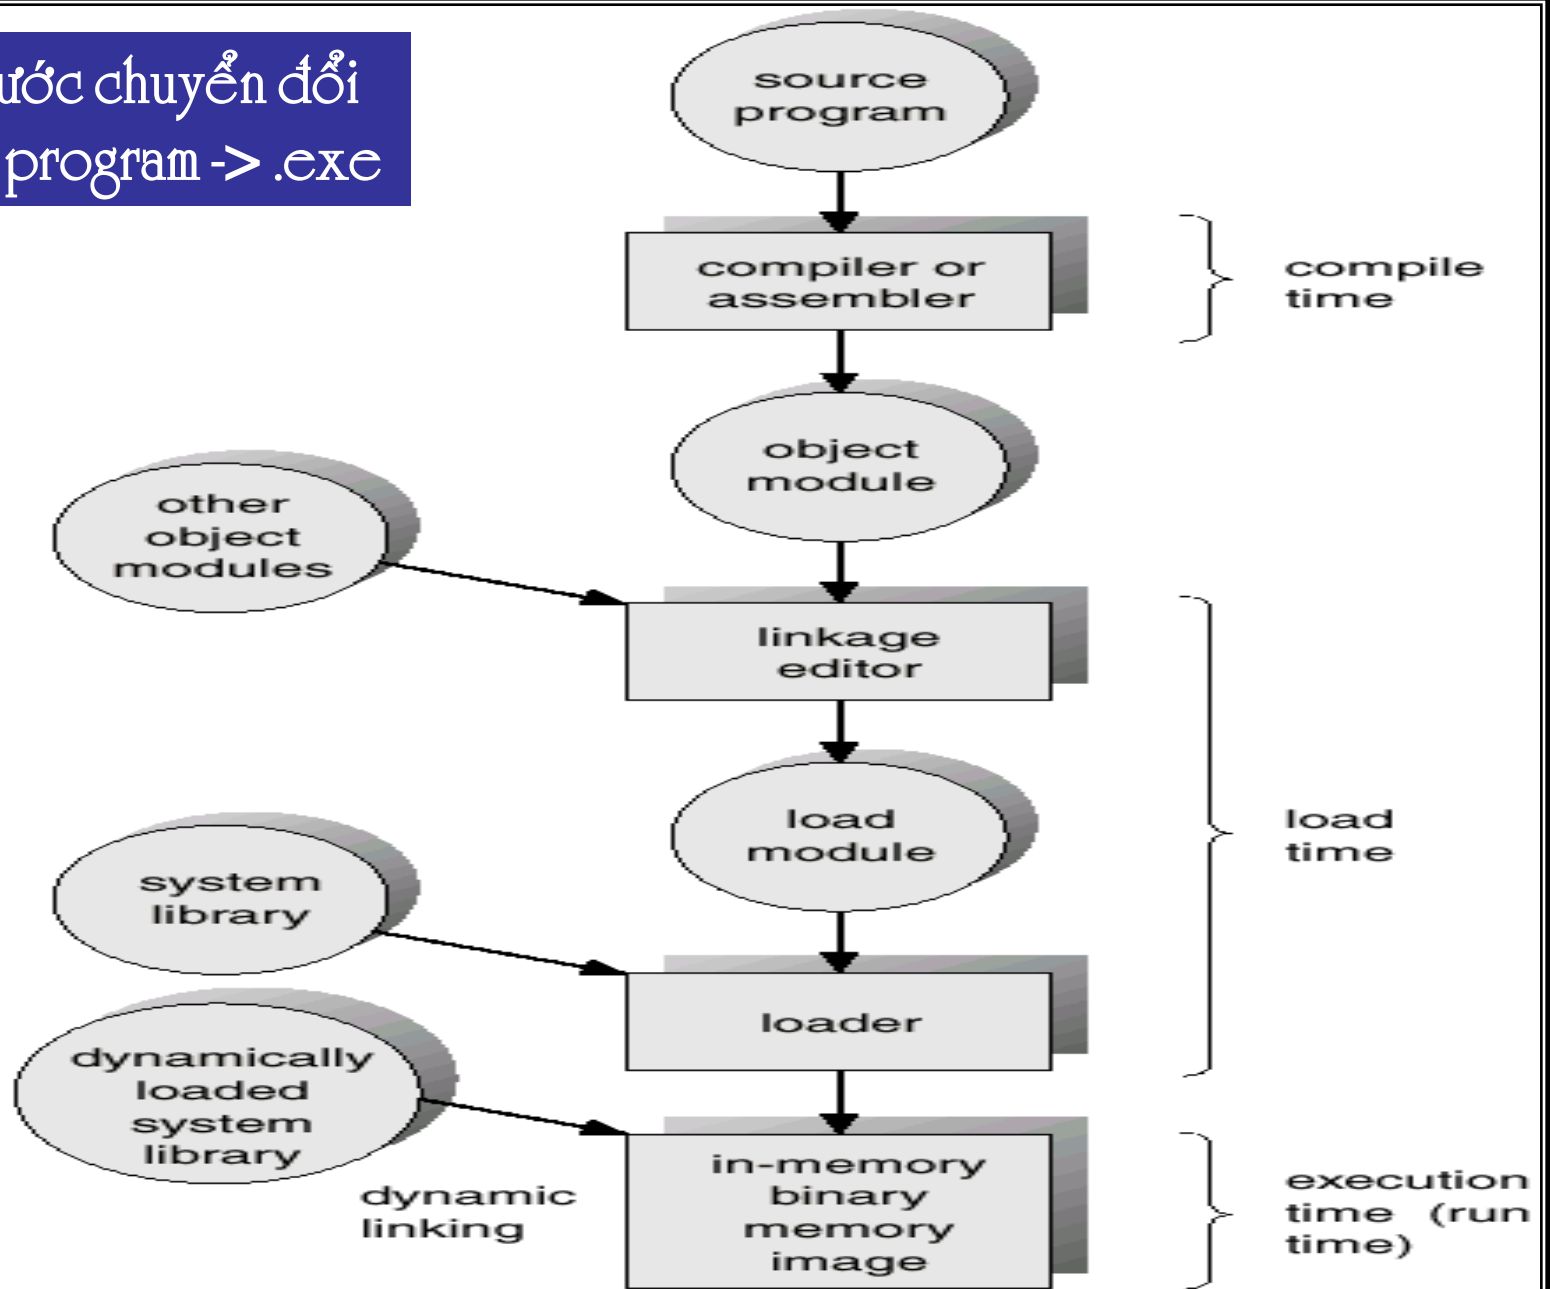 ước chuyển đổi
program -> .exe
source
program
compiler or
assembler
compile
time
object
module
other
object
modules
linkage
editor
load
module
load
time
system
library
loader
dynamically
loaded
system
library
dynamic
linking
in-memory
binary
memory
image
execution
time (run
time)